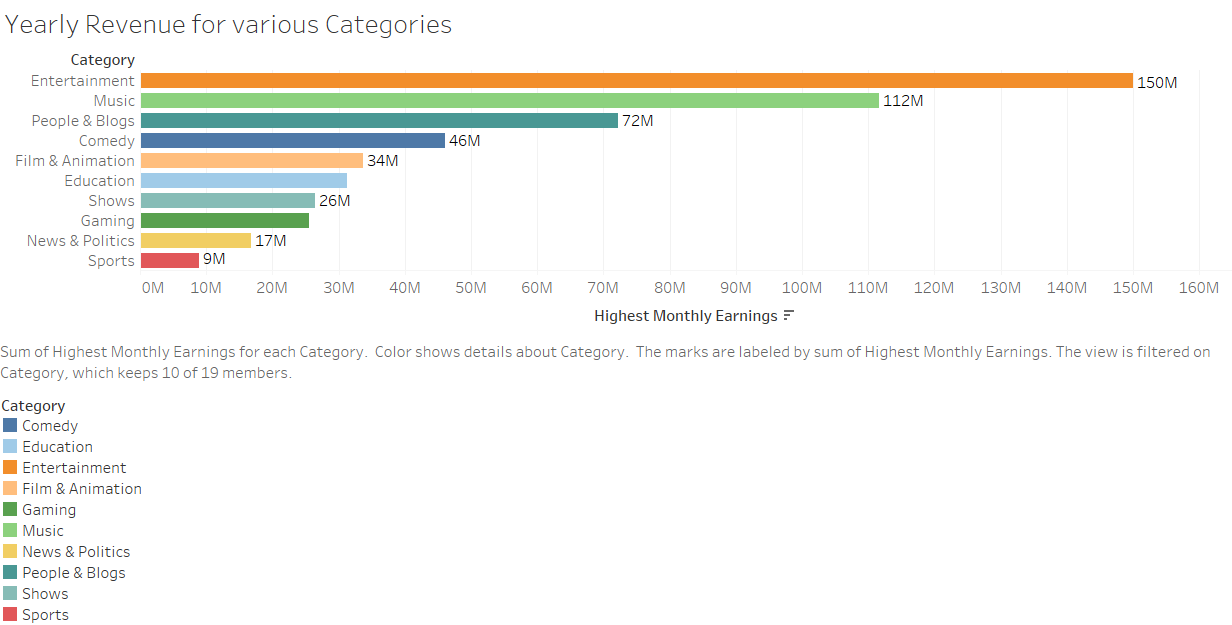 Yearly Revenue for various Categories
Category
Entertainment 150M
Music 112M
People & Blogs 72M
Comedy 46M
Film & Animation 34M
Education
Shows 26M
Gaming
News & Politics 17M
Sports 9M
0M 10M 20M 30M 40M 50M 60M 70M 80M 90M 100M 110M 120M 130M 140M 150M 160M
Highest Monthly Earnings
Sum of Highest Monthly Earnings for each Category.  Color shows details about Category.  The marks are labeled by sum of Highest Monthly Earnings. The view is filtered on
Category, which keeps 10 of 19 members.
Category
Comedy
Education
Entertainment
Film & Animation
Gaming
Music
News & Politics
People & Blogs
Shows
Sports